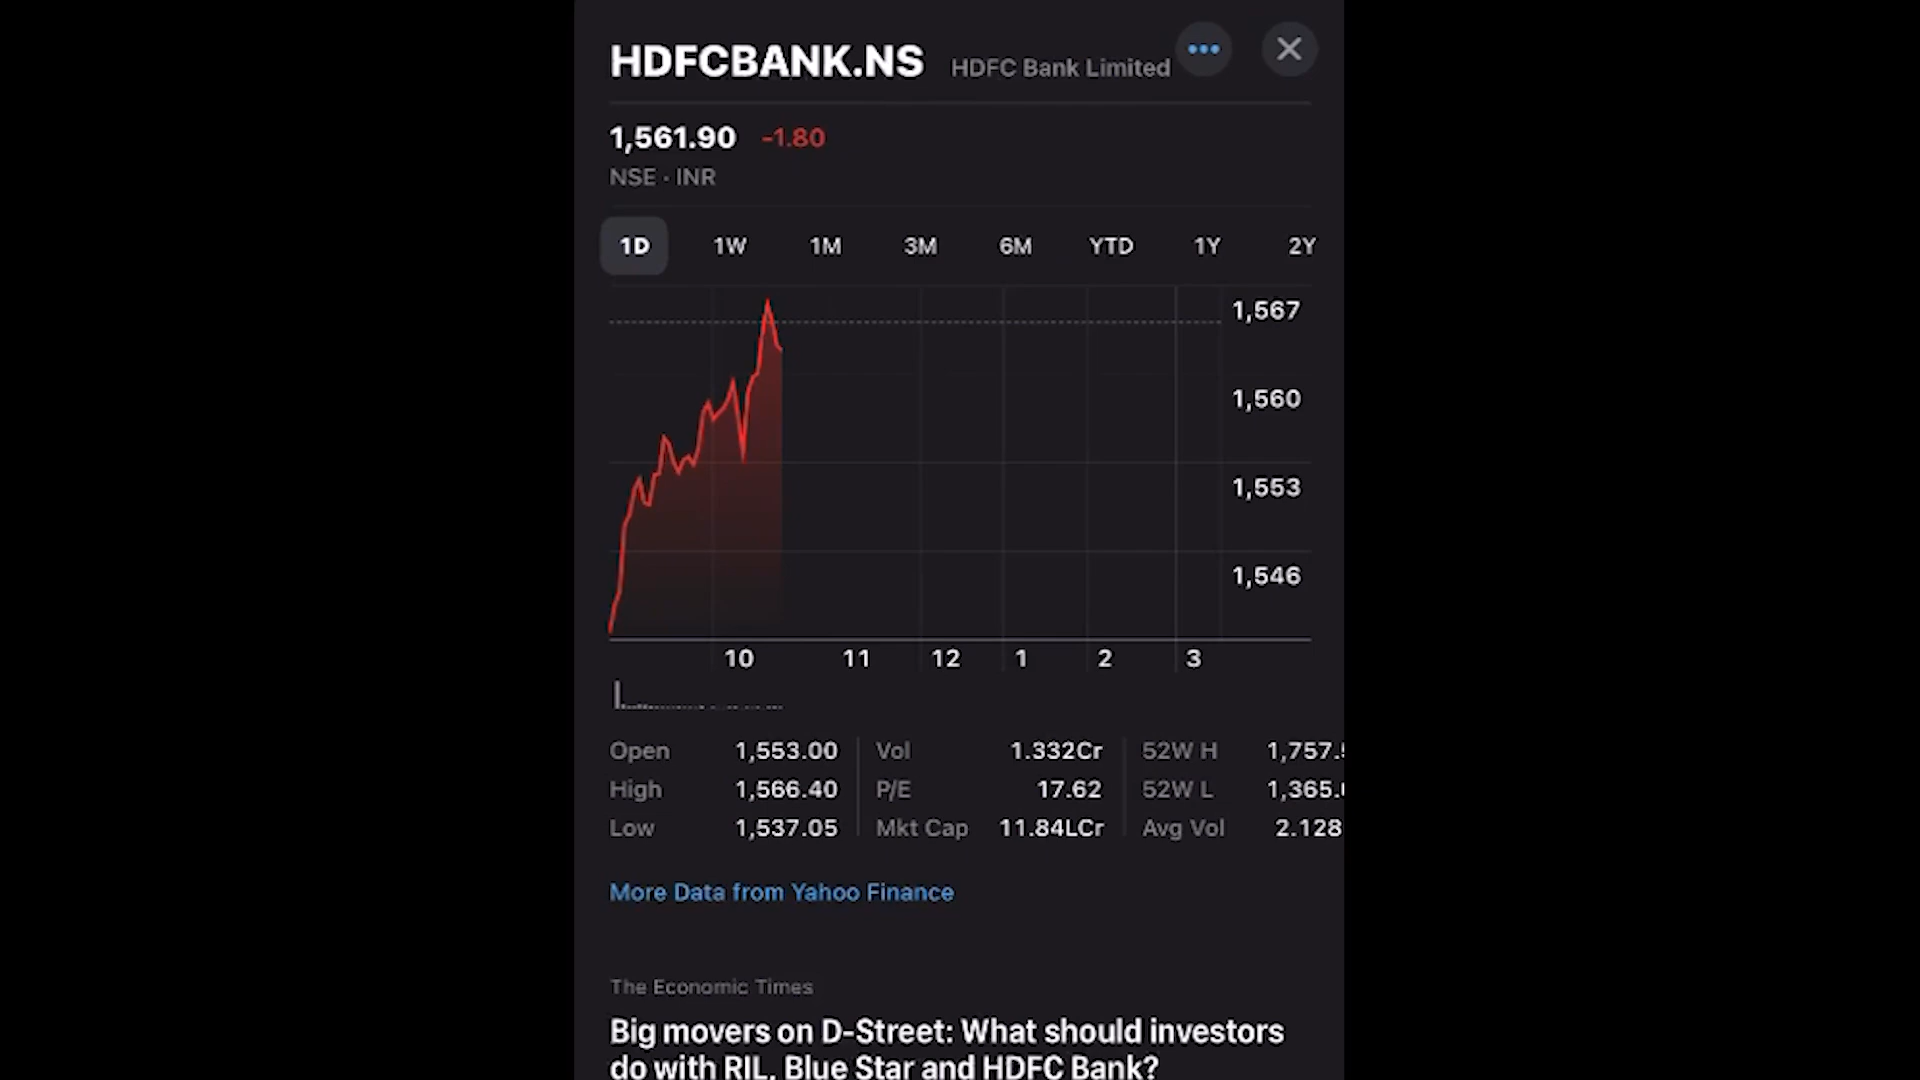 HDFCBANK.NS HDFC Bank Limited
1,561.90 -1.80
NSE · INR
1D 1W 1M 3M 6M YTD 1Y 2Y
1,567
1,560
1,553
1,546
10 11 12 1 2 3
Open 1,553.00 Vol 1.332Cr 52W H 1,757.
High 1,566.40 P/E 17.62 52W L 1,365.
Low 1,537.05 Mkt Cap 11.84LCr Avg Vol 2.128
More Data from Yahoo Finance
The Economic Times
Big movers on D-Street: What should investors
do with RIL, Blue Star and HDFC Bank?